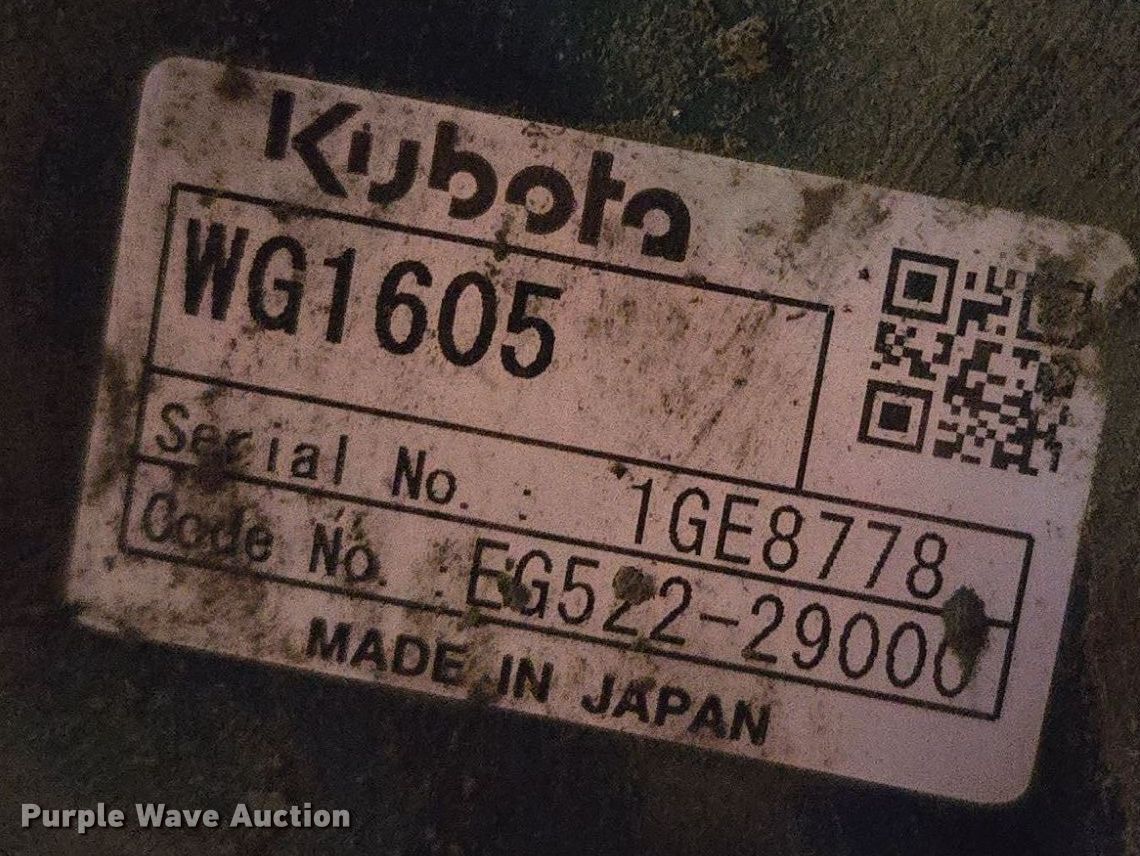 Kubota
WG1605
Serial No. : 1GE8778
Code No. : EG522-29000
MADE IN JAPAN
Purple Wave Auction